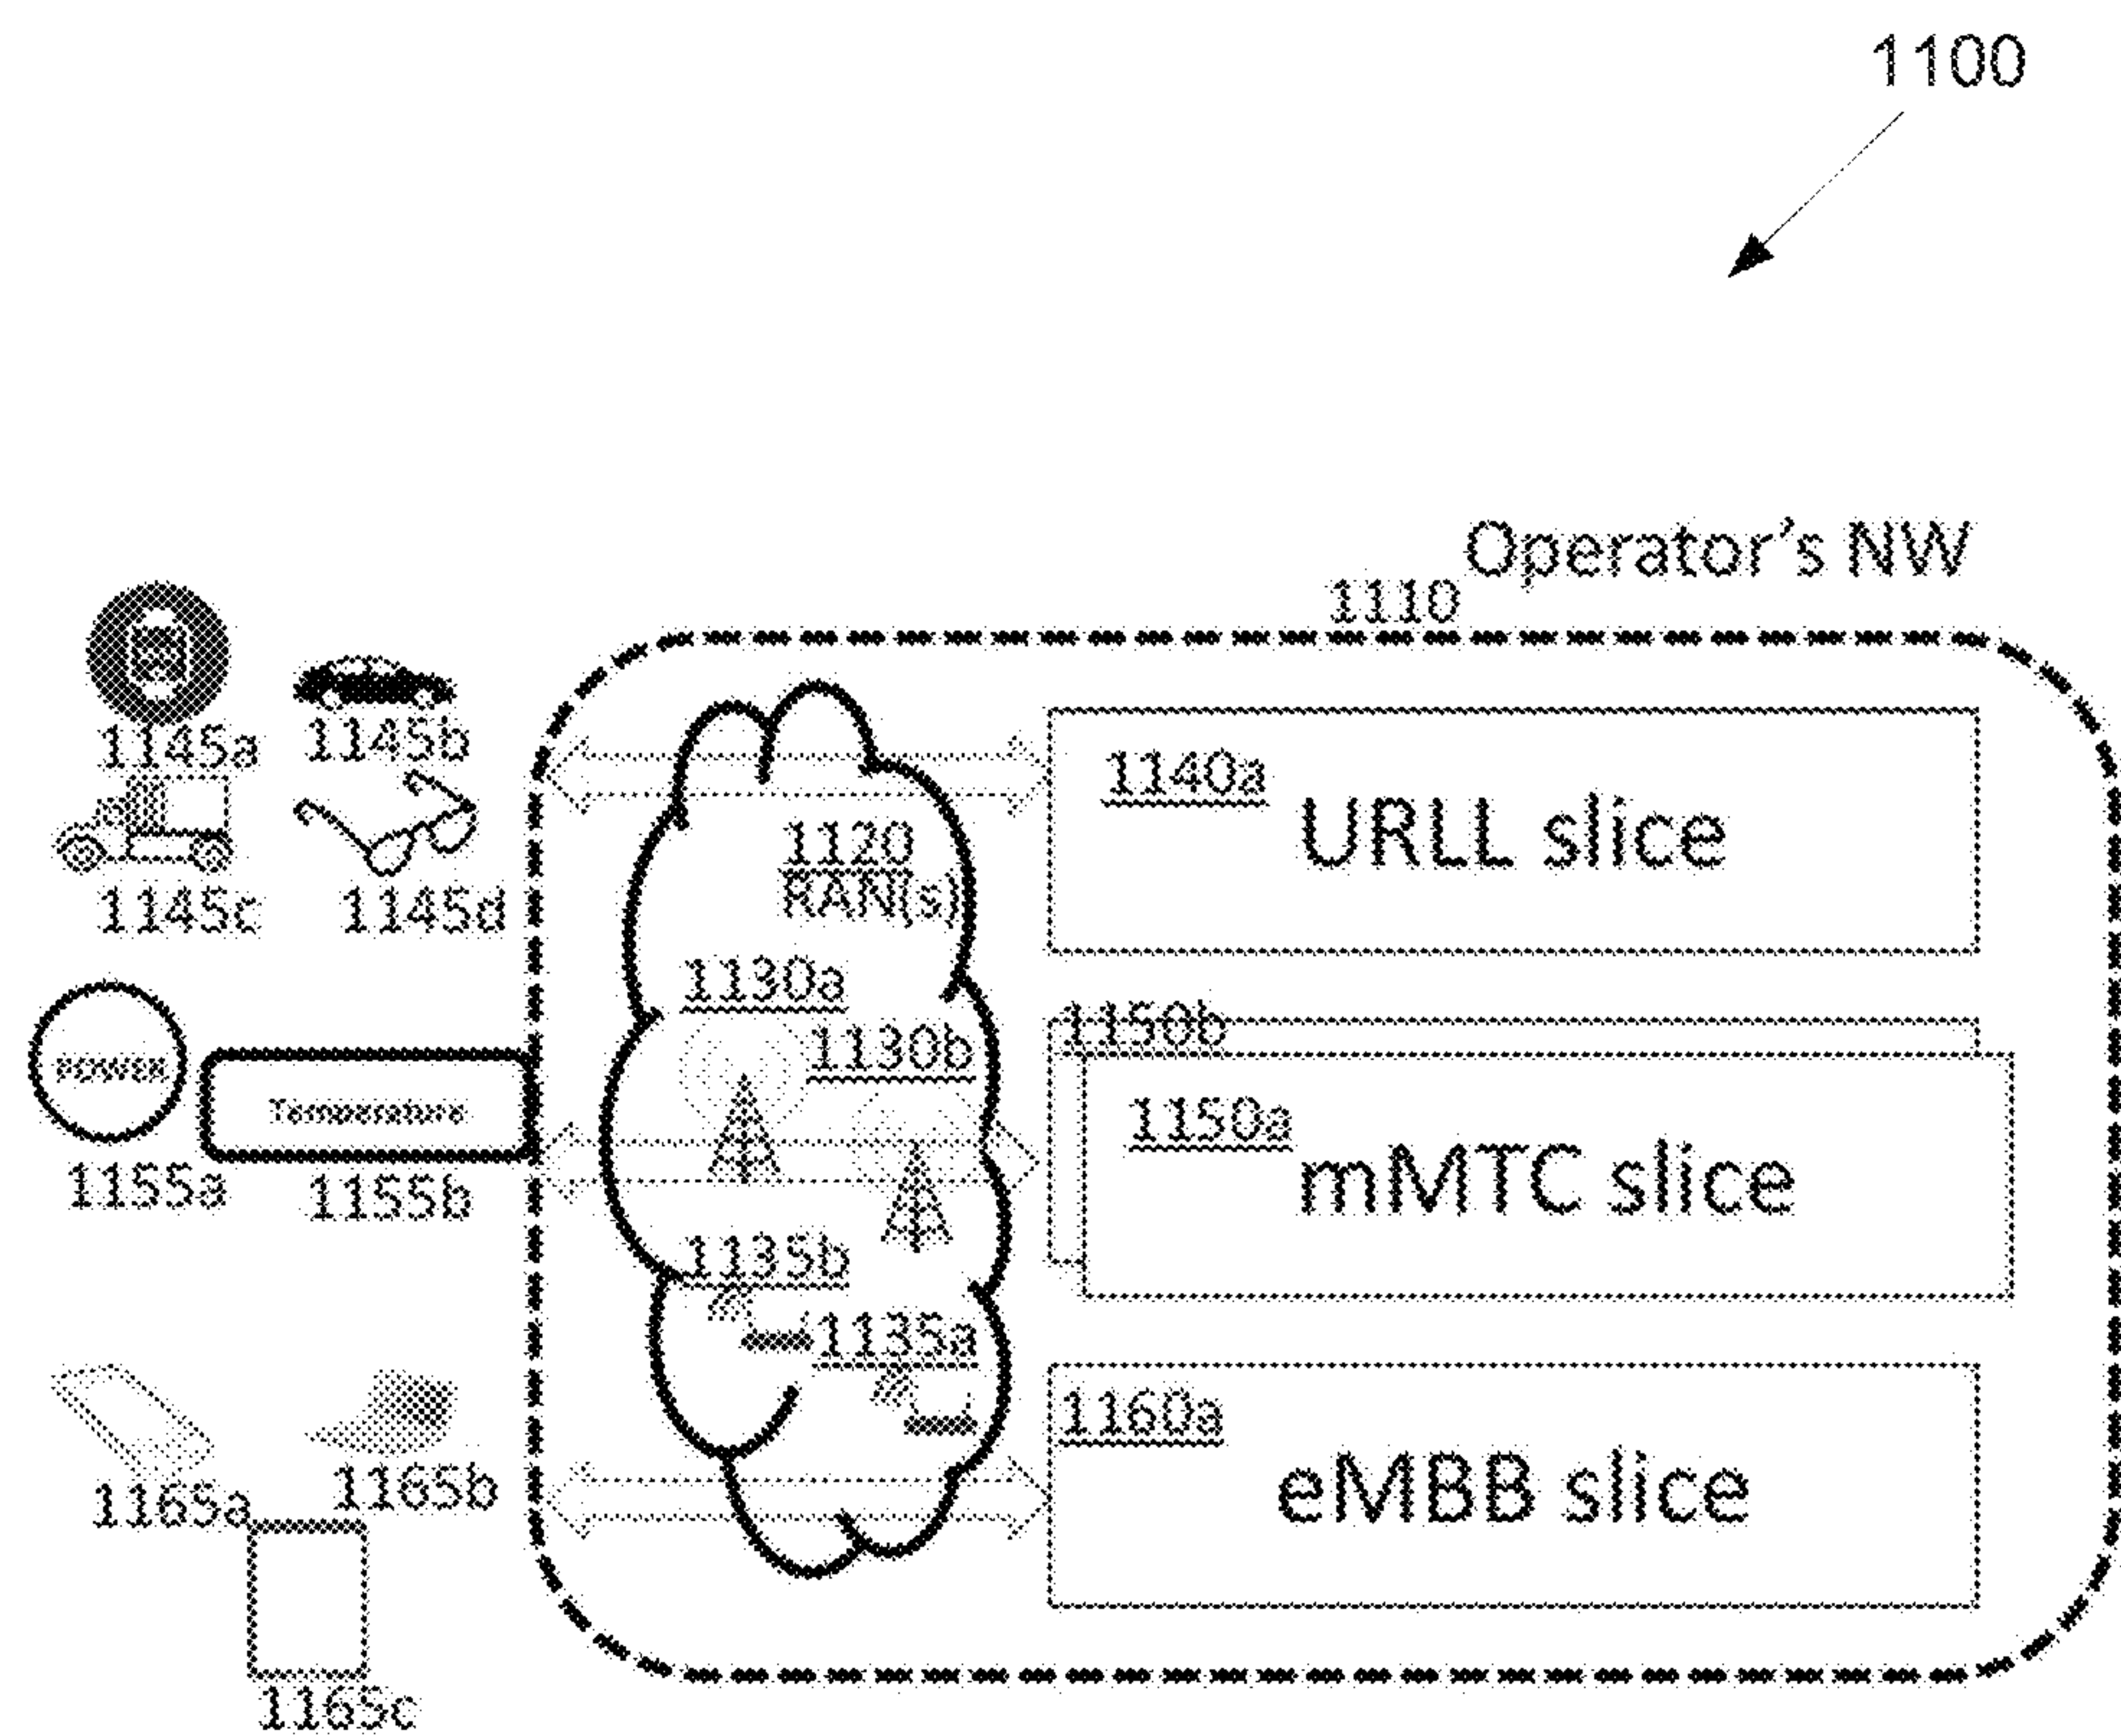 1100
Operator's NW
1110
1145a
1145b
1145c
1145d
1140a
URLL slice
1120
RAN(s)
1130a
1130b
POWER
Temperature
1155a
1155b
1150b
1150a
mMTC slice
1135b
1135a
1160a
eMBB slice
1165a
1165b
1165c